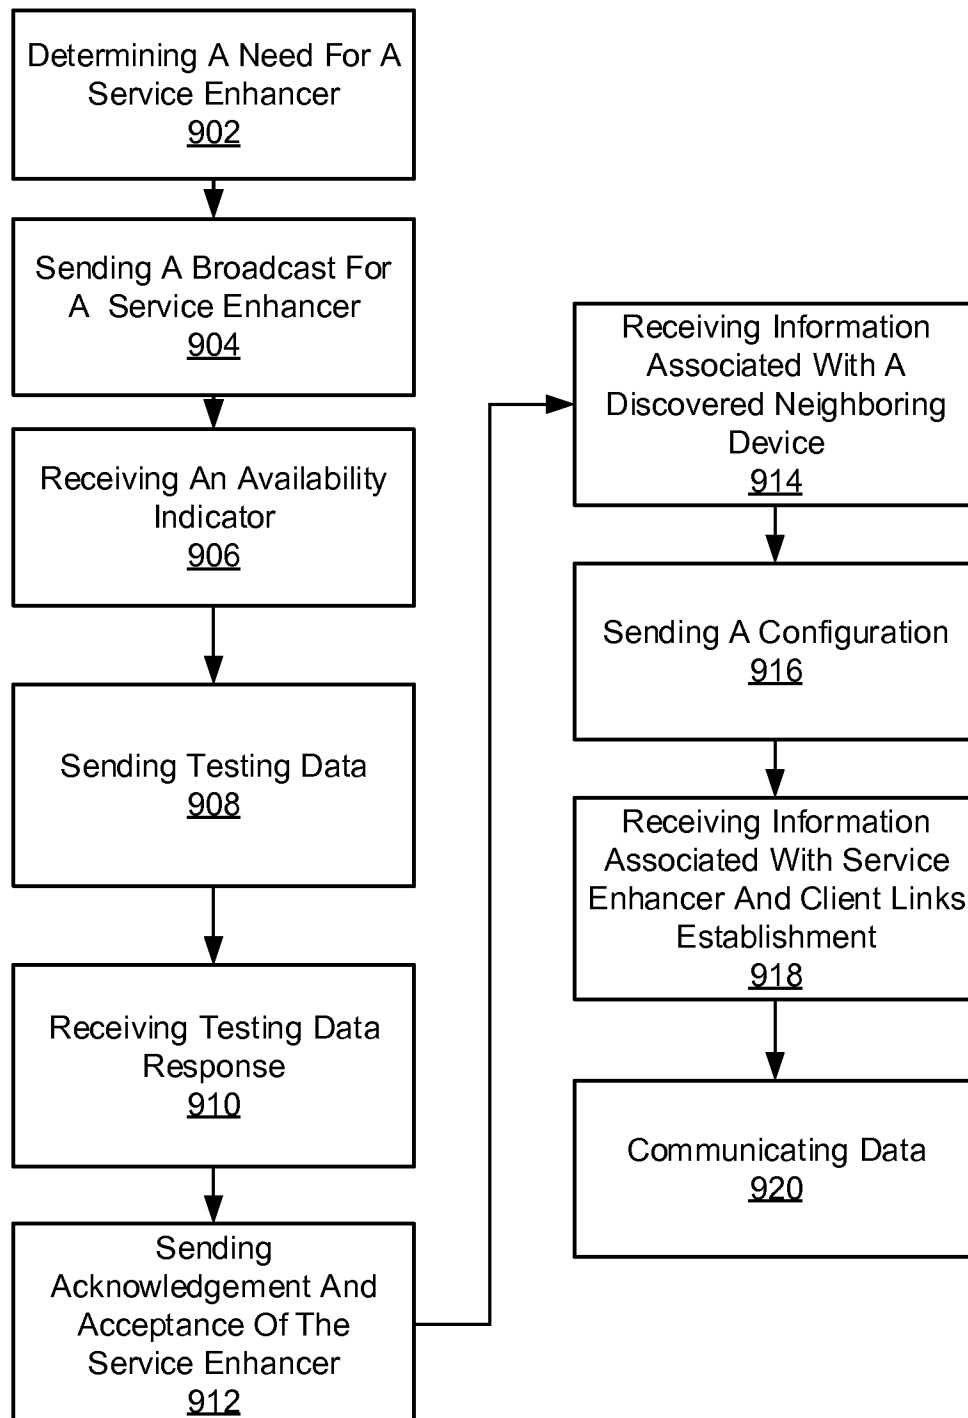 Determining A Need For A
Service Enhancer
902
Sending A Broadcast For
A Service Enhancer
904
Receiving An Availability
Indicator
906
Sending Testing Data
908
Receiving Testing Data
Response
910
Sending
Acknowledgement And
Acceptance Of The
Service Enhancer
912
Receiving Information
Associated With A
Discovered Neighboring
Device
914
Sending A Configuration
916
Receiving Information
Associated With Service
Enhancer And Client Links
Establishment
918
Communicating Data
920